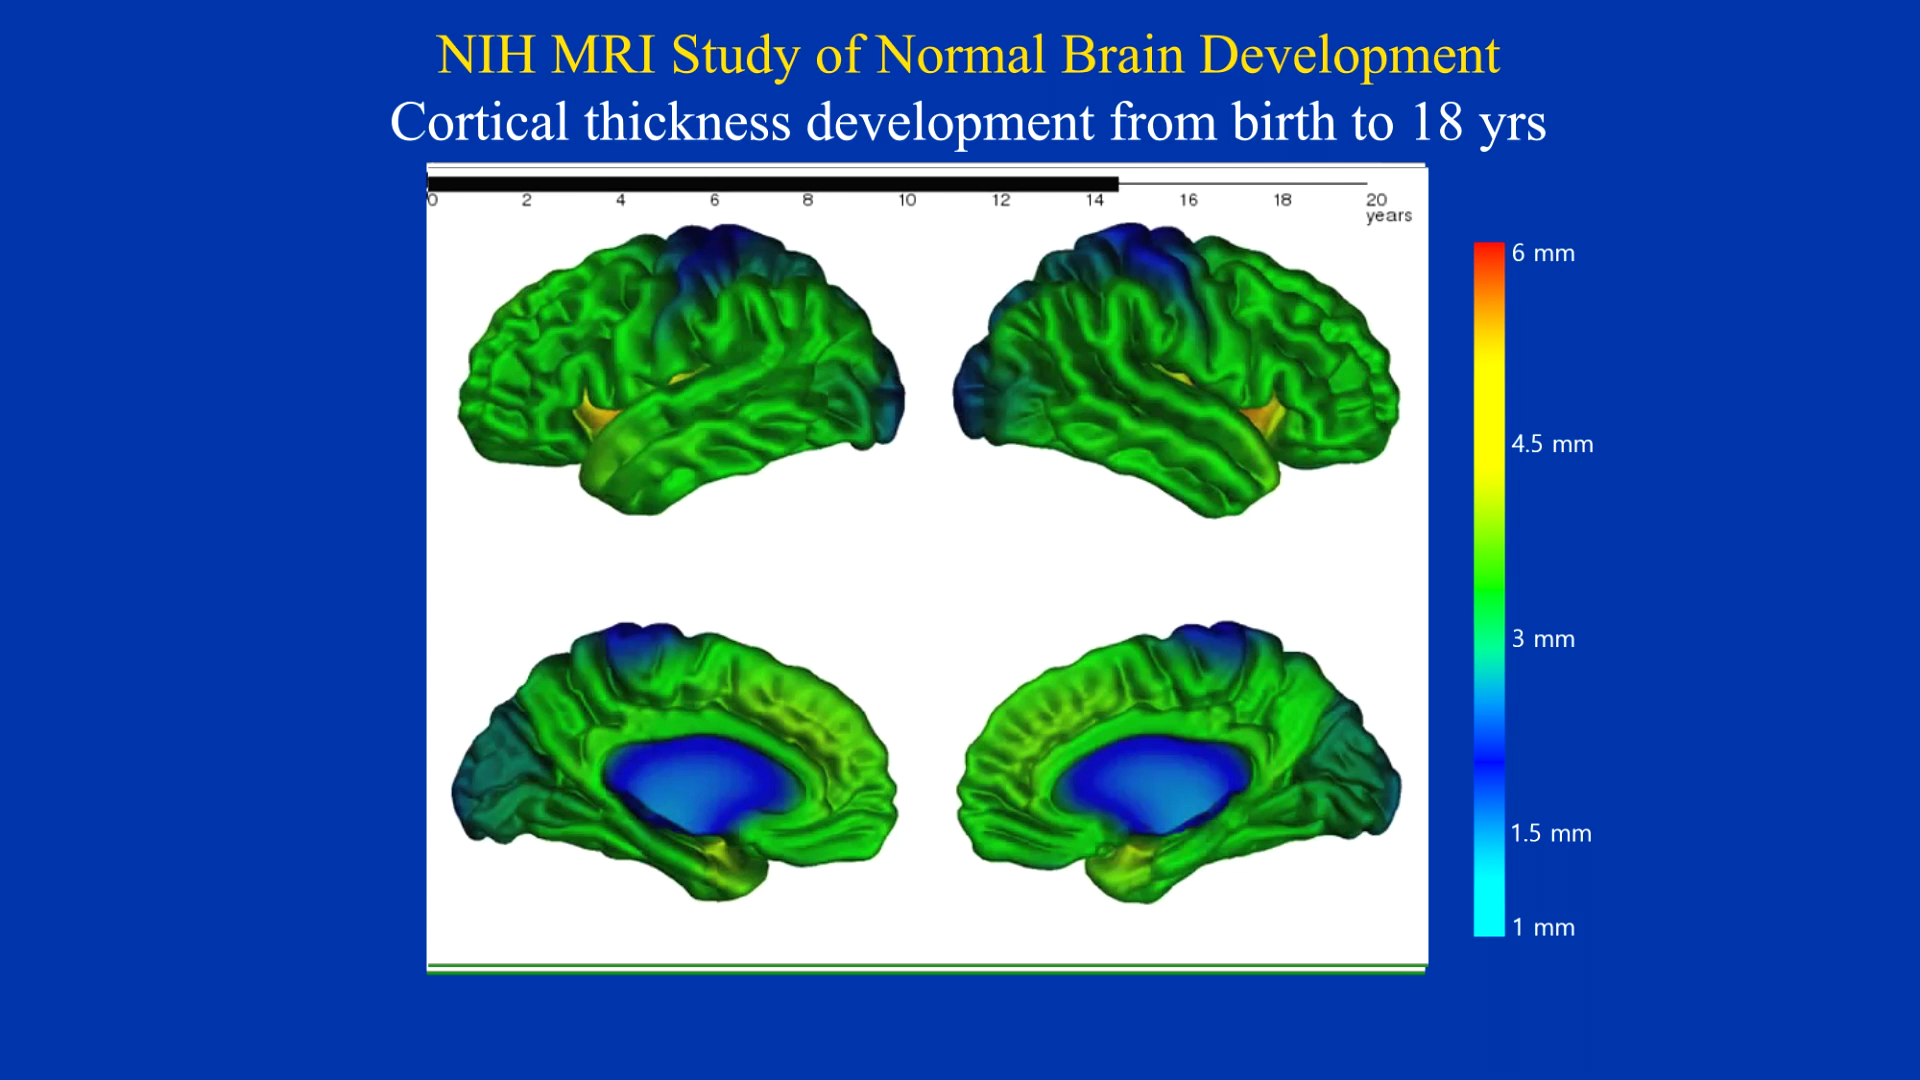 NIH MRI Study of Normal Brain Development
Cortical thickness development from birth to 18 yrs
0 2 4 6 8 10 12 14 16 18 20
years
6 mm
4.5 mm
3 mm
1.5 mm
1 mm